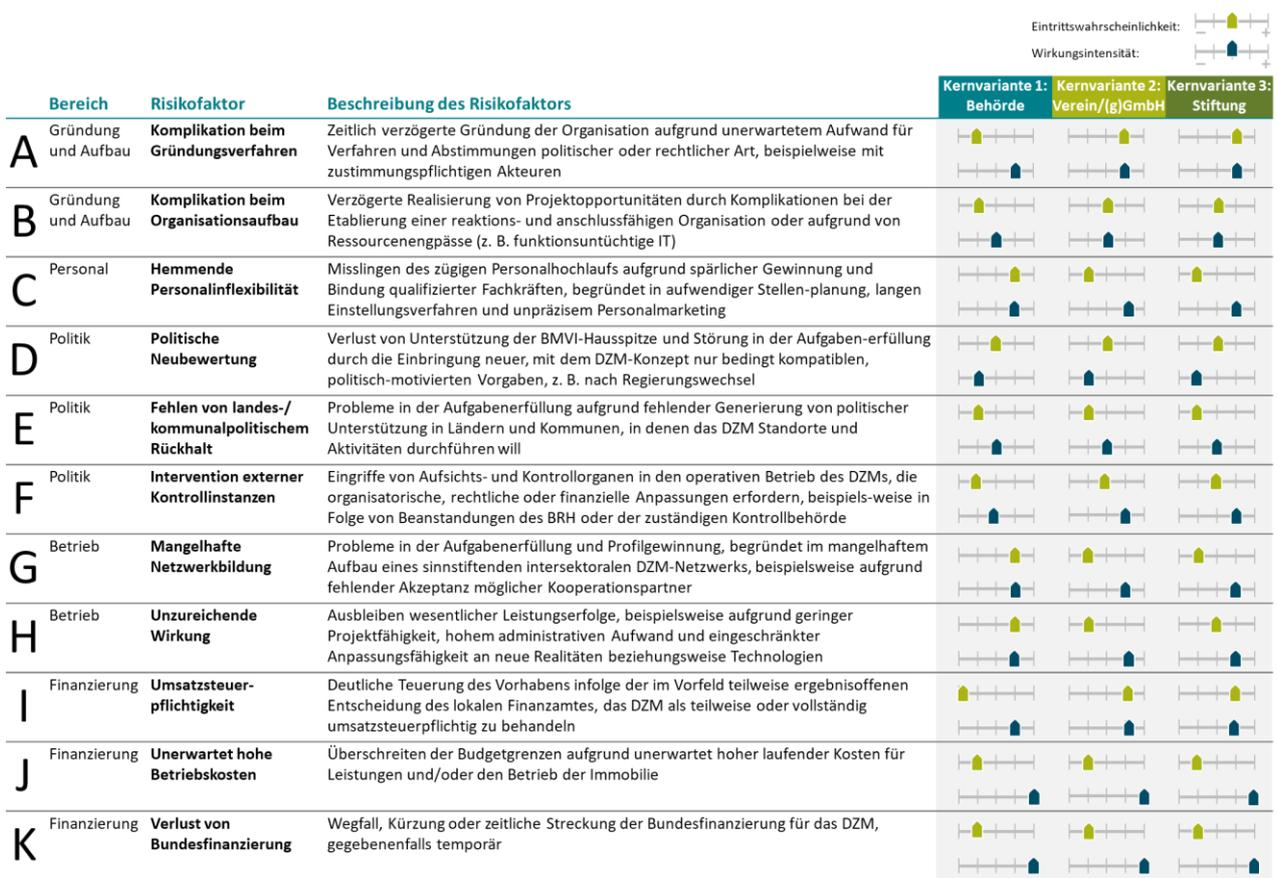 Eintrittswahrscheinlichkeit:
− +
Wirkungsintensität:
− +
Kernvariante 1: Kernvariante 2: Kernvariante 3:
Bereich Risikofaktor Beschreibung des Risikofaktors Behörde Verein/(g)GmbH Stiftung
A Gründung Komplikation beim Zeitlich verzögerte Gründung der Organisation aufgrund unerwartetem Aufwand für
und Aufbau Gründungsverfahren Verfahren und Abstimmungen politischer oder rechtlicher Art, beispielweise mit
zustimmungspflichtigen Akteuren
B Gründung Komplikation beim Verzögerte Realisierung von Projektopportunitäten durch Komplikationen bei der
und Aufbau Organisationsaufbau Etablierung einer reaktions- und anschlussfähigen Organisation oder aufgrund von
Ressourcenengpässe (z. B. funktionsuntüchtige IT)
C Personal Hemmende Misslingen des zügigen Personalhochlaufs aufgrund spärlicher Gewinnung und
Personalinflexibilität Bindung qualifizierter Fachkräften, begründet in aufwendiger Stellen-planung, langen
Einstellungsverfahren und unpräzisem Personalmarketing
D Politik Politische Verlust von Unterstützung der BMVI-Hausspitze und Störung in der Aufgaben-erfüllung
Neubewertung durch die Einbringung neuer, mit dem DZM-Konzept nur bedingt kompatiblen,
politisch-motivierten Vorgaben, z. B. nach Regierungswechsel
E Politik Fehlen von landes-/ Probleme in der Aufgabenerfüllung aufgrund fehlender Generierung von politischer
kommunalpolitischem Unterstützung in Ländern und Kommunen, in denen das DZM Standorte und
Rückhalt Aktivitäten durchführen will
F Politik Intervention externer Eingriffe von Aufsichts- und Kontrollorganen in den operativen Betrieb des DZMs, die
Kontrollinstanzen organisatorische, rechtliche oder finanzielle Anpassungen erfordern, beispiels-weise in
Folge von Beanstandungen des BRH oder der zuständigen Kontrollbehörde
G Betrieb Mangelhafte Probleme in der Aufgabenerfüllung und Profilgewinnung, begründet im mangelhaftem
Netzwerkbildung Aufbau eines sinnstiftenden intersektoralen DZM-Netzwerks, beispielsweise aufgrund
fehlender Akzeptanz möglicher Kooperationspartner
H Betrieb Unzureichende Ausbleiben wesentlicher Leistungserfolge, beispielsweise aufgrund geringer
Wirkung Projektfähigkeit, hohem administrativen Aufwand und eingeschränkter
Anpassungsfähigkeit an neue Realitäten beziehungsweise Technologien
I Finanzierung Umsatzsteuer- Deutliche Teuerung des Vorhabens infolge der im Vorfeld teilweise ergebnisoffenen
pflichtigkeit Entscheidung des lokalen Finanzamtes, das DZM als teilweise oder vollständig
umsatzsteuerpflichtig zu behandeln
J Finanzierung Unerwartet hohe Überschreiten der Budgetgrenzen aufgrund unerwartet hoher laufender Kosten für
Betriebskosten Leistungen und/oder den Betrieb der Immobilie
K Finanzierung Verlust von Wegfall, Kürzung oder zeitliche Streckung der Bundesfinanzierung für das DZM,
Bundesfinanzierung gegebenenfalls temporär